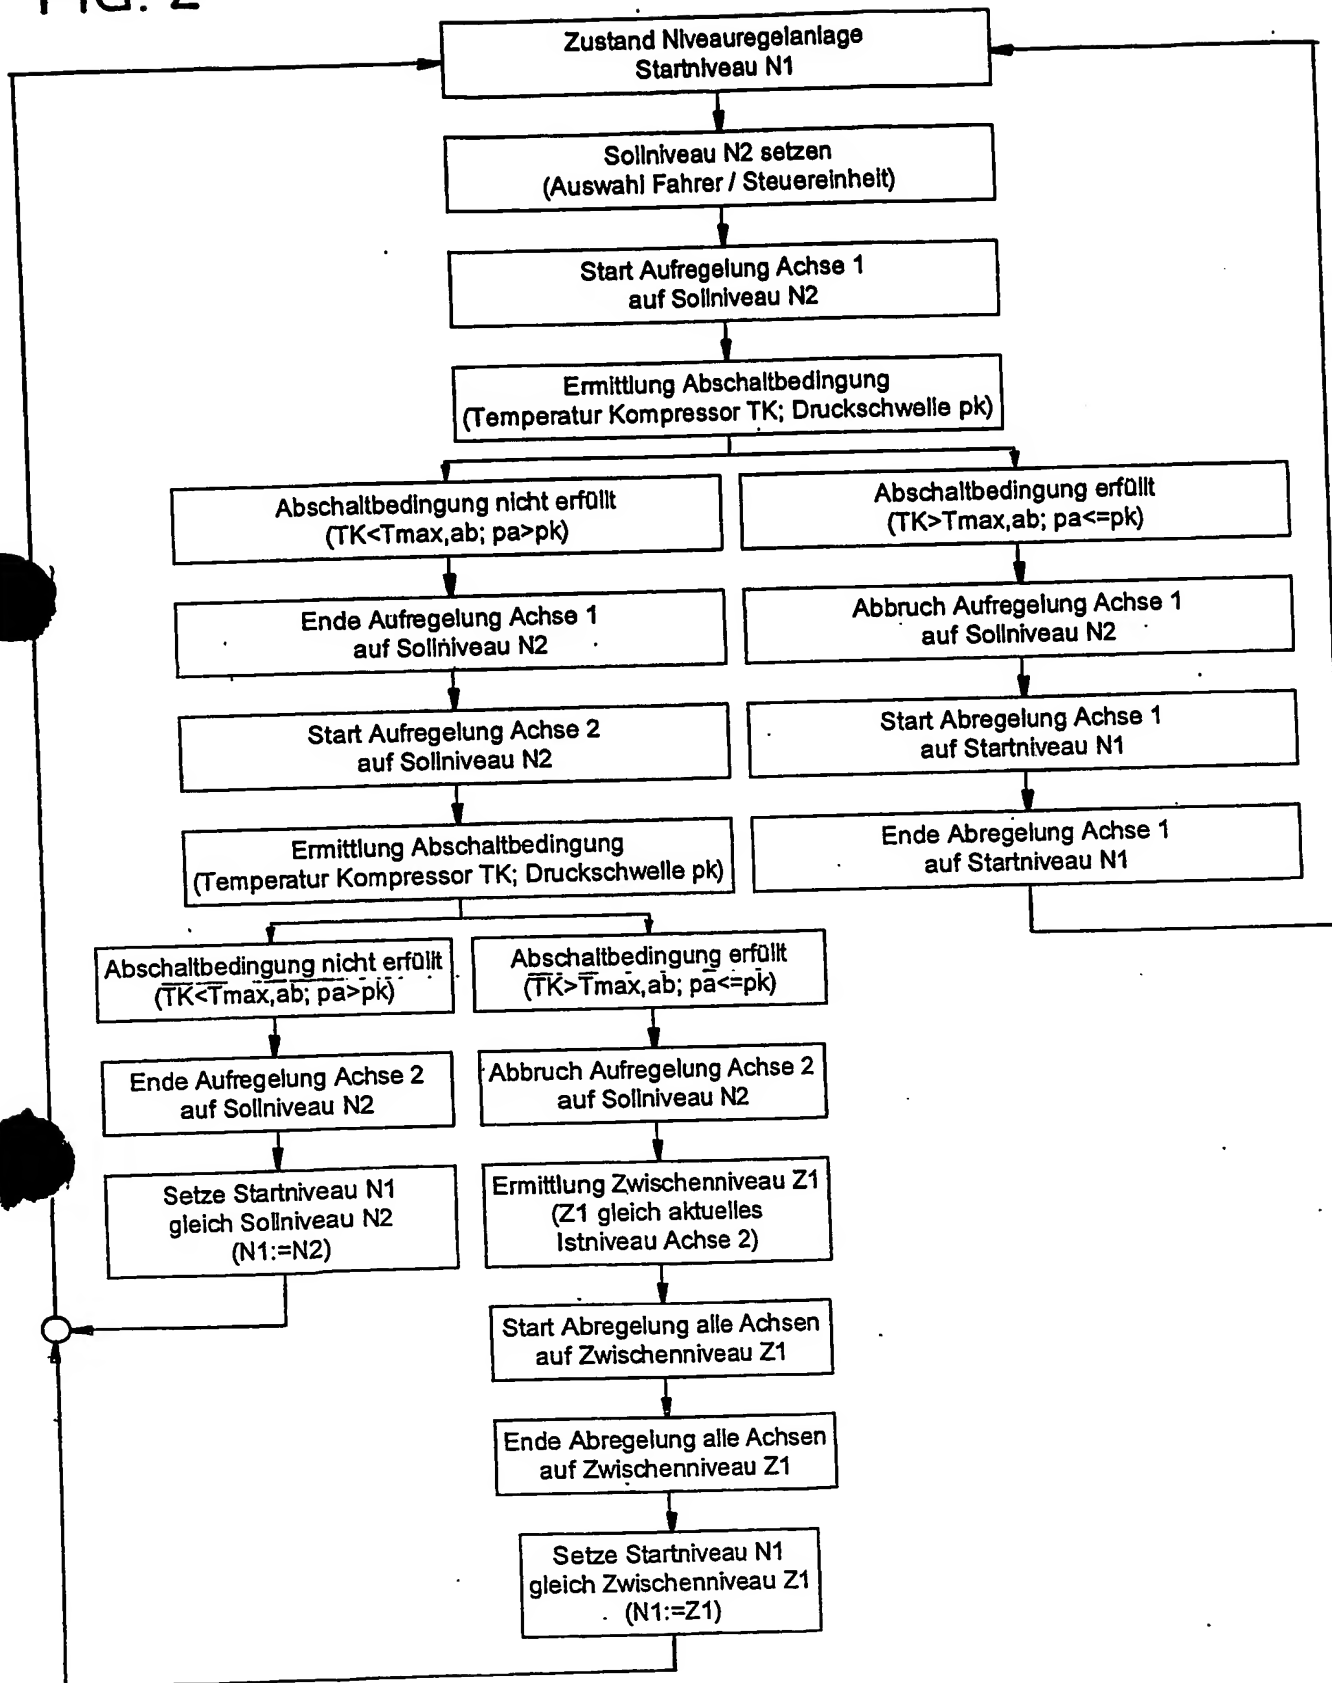 FIG. 2
Zustand Niveauregelanlage
Startniveau N1
Sollniveau N2 setzen
(Auswahl Fahrer / Steuereinheit)
Start Aufregelung Achse 1
auf Sollniveau N2
Ermittlung Abschaltbedingung
(Temperatur Kompressor TK; Druckschwelle pk)
Abschaltbedingung nicht erfüllt
(TK<Tmax,ab; pa>pk)
Abschaltbedingung erfüllt
(TK>Tmax,ab; pa<=pk)
Ende Aufregelung Achse 1
auf Sollniveau N2
Abbruch Aufregelung Achse 1
auf Sollniveau N2
Start Aufregelung Achse 2
auf Sollniveau N2
Start Abregelung Achse 1
auf Startniveau N1
Ermittlung Abschaltbedingung
(Temperatur Kompressor TK; Druckschwelle pk)
Ende Abregelung Achse 1
auf Startniveau N1
Abschaltbedingung nicht erfüllt
(TK<Tmax,ab; pa>pk)
Abschaltbedingung erfüllt
(TK>Tmax,ab; pa<=pk)
Ende Aufregelung Achse 2
auf Sollniveau N2
Abbruch Aufregelung Achse 2
auf Sollniveau N2
Setze Startniveau N1
gleich Sollniveau N2
(N1:=N2)
Ermittlung Zwischenniveau Z1
(Z1 gleich aktuelles
Istniveau Achse 2)
Start Abregelung alle Achsen
auf Zwischenniveau Z1
Ende Abregelung alle Achsen
auf Zwischenniveau Z1
Setze Startniveau N1
gleich Zwischenniveau Z1
(N1:=Z1)